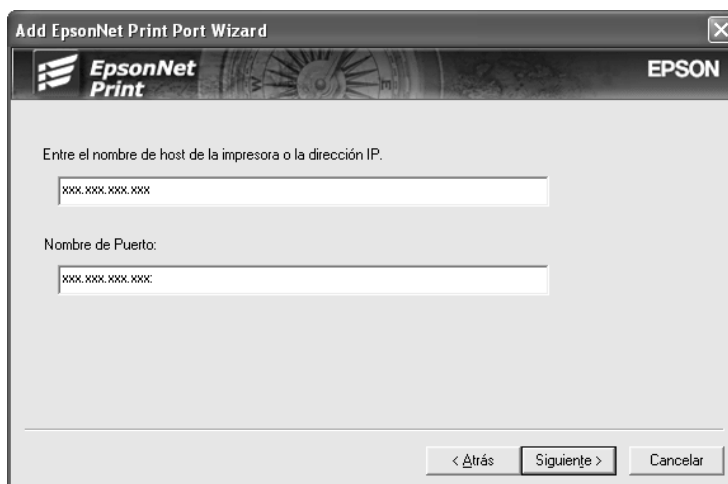 Add EpsonNet Print Port Wizard
EpsonNet
Print
EPSON
W
E
Entre el nombre de host de la impresora o la dirección IP.
xxx.xxx.xxx.xxx
Nombre de Puerto:
xxx.xxx.xxx.xxx:
< Atrás
Siguiente >
Cancelar